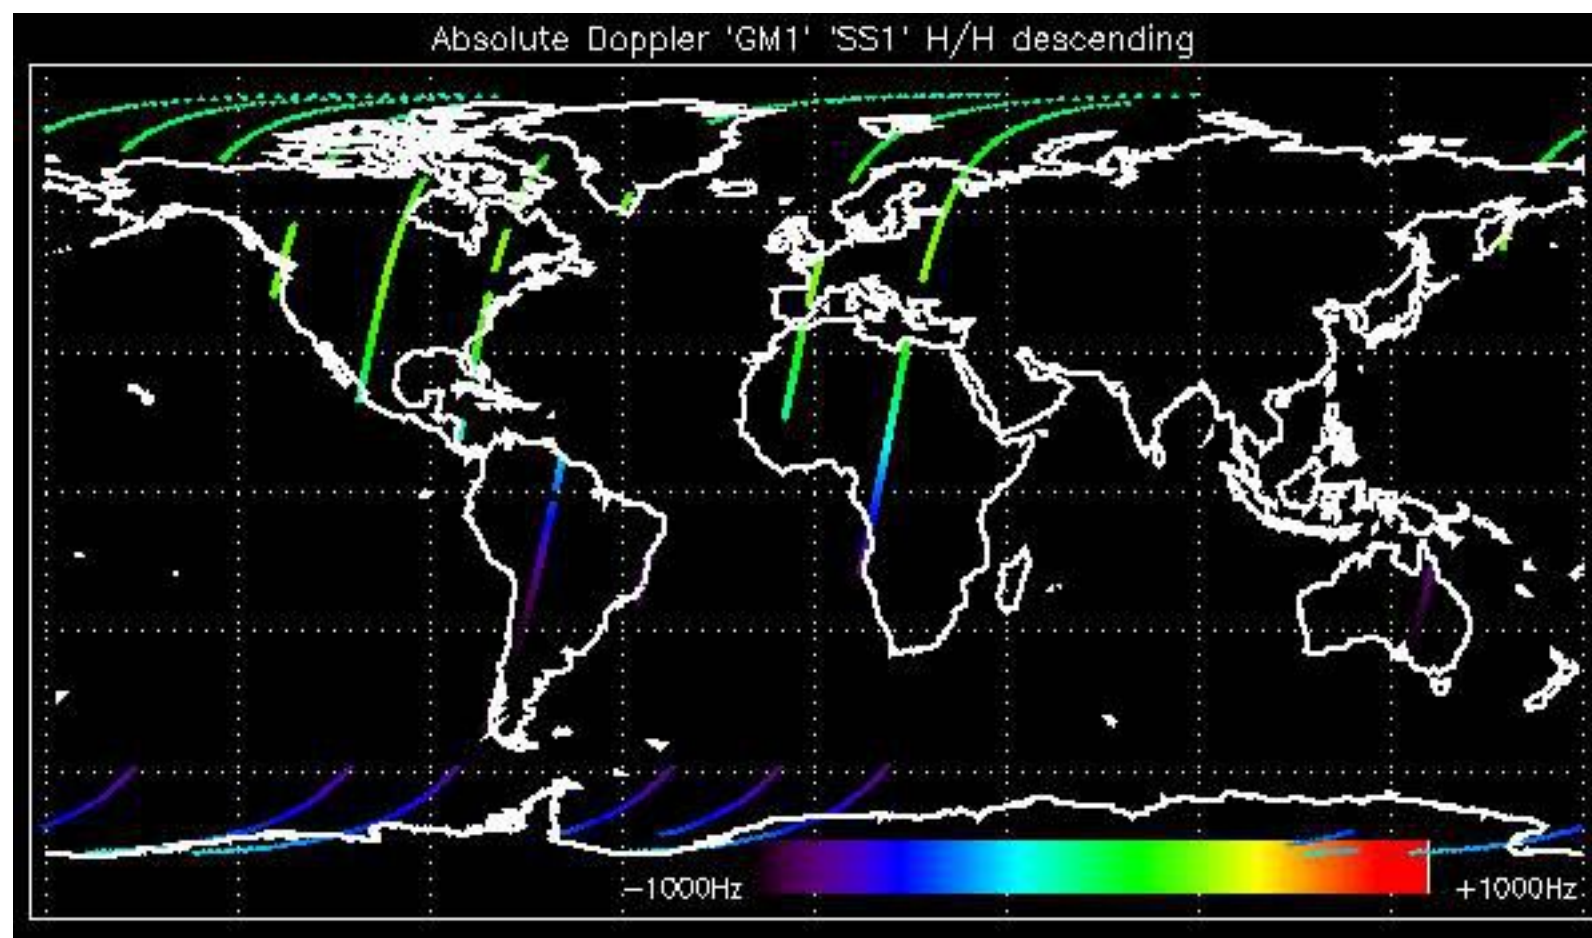 Absolute Doppler 'GM1' 'SS1' H/H descending
-1000Hz +1000Hz